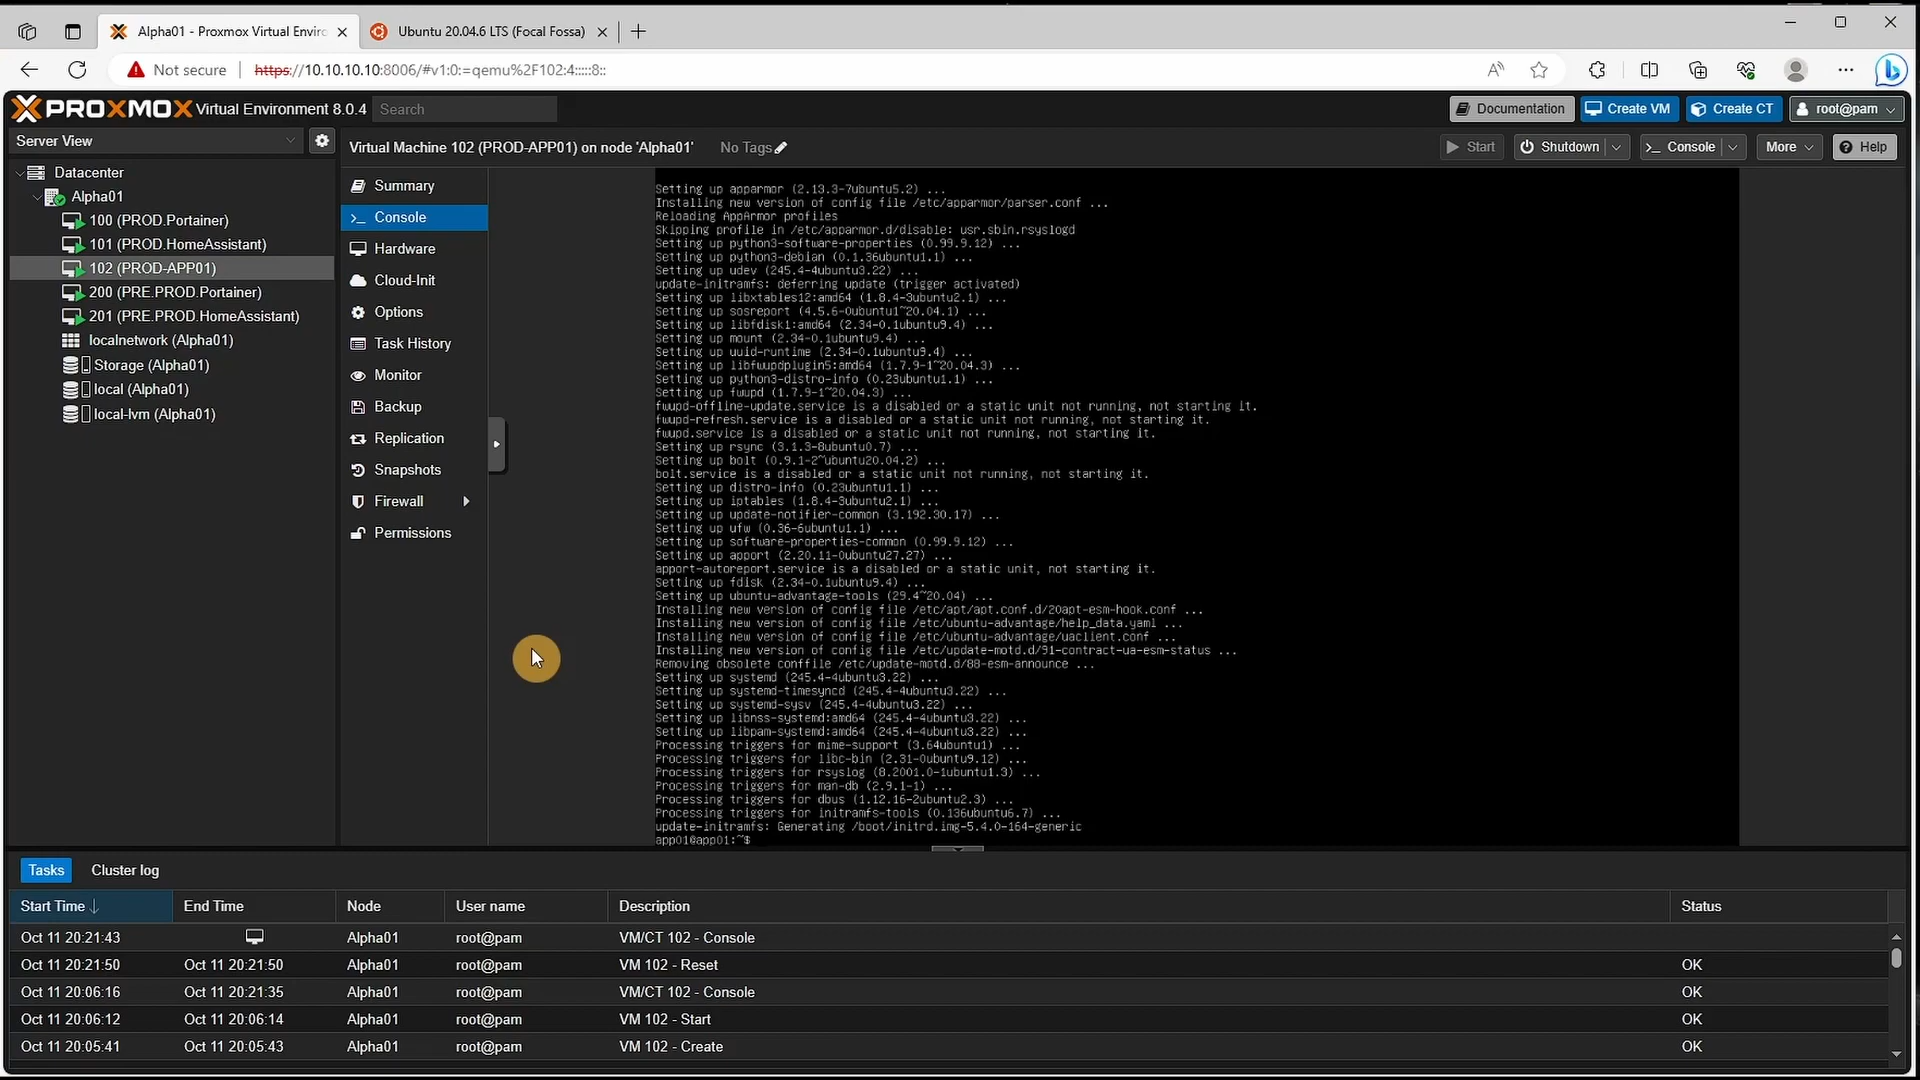 Alpha01 - Proxmox Virtual Enviro
Ubuntu 20.04.6 LTS (Focal Fossa)
Not secure
https://10.10.10.10:8006/#v1:0:=qemu%2F102:4:::::8::
PROXMOX Virtual Environment 8.0.4
Search
Documentation
Create VM
Create CT
root@pam
Server View
Virtual Machine 102 (PROD-APP01) on node 'Alpha01'
No Tags
Start
Shutdown
Console
More
Help
Datacenter
Alpha01
100 (PROD.Portainer)
101 (PROD.HomeAssistant)
102 (PROD-APP01)
200 (PRE.PROD.Portainer)
201 (PRE.PROD.HomeAssistant)
localnetwork (Alpha01)
Storage (Alpha01)
local (Alpha01)
local-lvm (Alpha01)
Summary
Console
Hardware
Cloud-Init
Options
Task History
Monitor
Backup
Replication
Snapshots
Firewall
Permissions
Setting up apparmor (2.13.3-7ubuntu5.2) ...
Installing new version of config file /etc/apparmor/parser.conf ...
Reloading AppArmor profiles
Skipping profile in /etc/apparmor.d/disable: usr.sbin.rsyslogd
Setting up python3-software-properties (0.99.9.12) ...
Setting up python3-debian (0.1.36ubuntu1.1) ...
Setting up udev (245.4-4ubuntu3.22) ...
update-initramfs: deferring update (trigger activated)
Setting up libxtables12:amd64 (1.8.4-3ubuntu2.1) ...
Setting up sosreport (4.5.6-0ubuntu1~20.04.1) ...
Setting up libfdisk1:amd64 (2.34-0.1ubuntu9.4) ...
Setting up mount (2.34-0.1ubuntu9.4) ...
Setting up uuid-runtime (2.34-0.1ubuntu9.4) ...
Setting up libfwupdplugin5:amd64 (1.7.9-1~20.04.3) ...
Setting up python3-distro-info (0.23ubuntu1.1) ...
Setting up fwupd (1.7.9-1~20.04.3) ...
fwupd-offline-update.service is a disabled or a static unit not running, not starting it.
fwupd-refresh.service is a disabled or a static unit not running, not starting it.
fwupd.service is a disabled or a static unit not running, not starting it.
Setting up rsync (3.1.3-8ubuntu0.7) ...
Setting up bolt (0.9.1-2~ubuntu20.04.2) ...
bolt.service is a disabled or a static unit not running, not starting it.
Setting up distro-info (0.23ubuntu1.1) ...
Setting up iptables (1.8.4-3ubuntu2.1) ...
Setting up update-notifier-common (3.192.30.17) ...
Setting up ufw (0.36-6ubuntu1.1) ...
Setting up software-properties-common (0.99.9.12) ...
Setting up apport (2.20.11-0ubuntu27.27) ...
apport-autoreport.service is a disabled or a static unit, not starting it.
Setting up fdisk (2.34-0.1ubuntu9.4) ...
Setting up ubuntu-advantage-tools (29.4~20.04) ...
Installing new version of config file /etc/apt/apt.conf.d/20apt-esm-hook.conf ...
Installing new version of config file /etc/ubuntu-advantage/help_data.yaml ...
Installing new version of config file /etc/ubuntu-advantage/uaclient.conf ...
Installing new version of config file /etc/update-motd.d/91-contract-ua-esm-status ...
Removing obsolete conffile /etc/update-motd.d/88-esm-announce ...
Setting up systemd (245.4-4ubuntu3.22) ...
Setting up systemd-timesyncd (245.4-4ubuntu3.22) ...
Setting up systemd-sysv (245.4-4ubuntu3.22) ...
Setting up libnss-systemd:amd64 (245.4-4ubuntu3.22) ...
Setting up libpam-systemd:amd64 (245.4-4ubuntu3.22) ...
Processing triggers for mime-support (3.64ubuntu1) ...
Processing triggers for libc-bin (2.31-0ubuntu9.12) ...
Processing triggers for rsyslog (8.2001.0-1ubuntu1.3) ...
Processing triggers for man-db (2.9.1-1) ...
Processing triggers for dbus (1.12.16-2ubuntu2.3) ...
Processing triggers for initramfs-tools (0.136ubuntu6.7) ...
update-initramfs: Generating /boot/initrd.img-5.4.0-164-generic
app01@app01:~$
Tasks
Cluster log
Start Time End Time Node User name Description Status
Oct 11 20:21:43 Alpha01 root@pam VM/CT 102 - Console
Oct 11 20:21:50 Oct 11 20:21:50 Alpha01 root@pam VM 102 - Reset OK
Oct 11 20:06:16 Oct 11 20:21:35 Alpha01 root@pam VM/CT 102 - Console OK
Oct 11 20:06:12 Oct 11 20:06:14 Alpha01 root@pam VM 102 - Start OK
Oct 11 20:05:41 Oct 11 20:05:43 Alpha01 root@pam VM 102 - Create OK